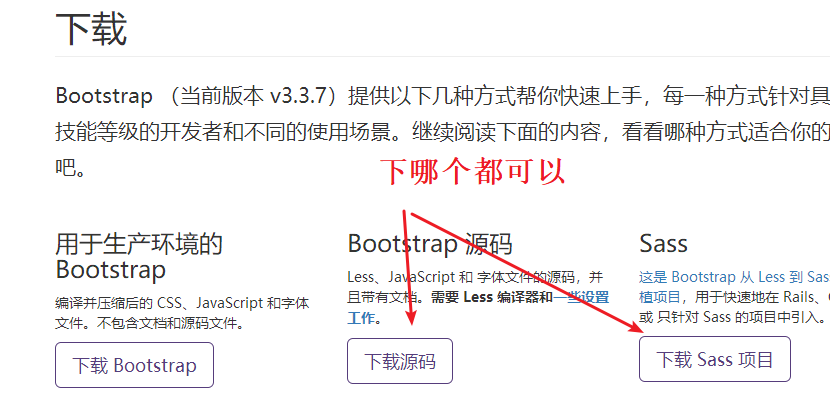 下载
Bootstrap （当前版本 v3.3.7）提供以下几种方式帮你快速上手，每一种方式针对具
技能等级的开发者和不同的使用场景。继续阅读下面的内容，看看哪种方式适合你的
吧。
下哪个都可以
用于生产环境的
Bootstrap
编译并压缩后的 CSS、JavaScript 和字体
文件。不包含文档和源码文件。
下载 Bootstrap
Bootstrap 源码
Less、JavaScript 和 字体文件的源码，并
且带有文档。需要 Less 编译器和一些设置
工作。
下载源码
Sass
这是 Bootstrap 从 Less 到 Sass
植项目，用于快速地在 Rails、
或 只针对 Sass 的项目中引入。
下载 Sass 项目